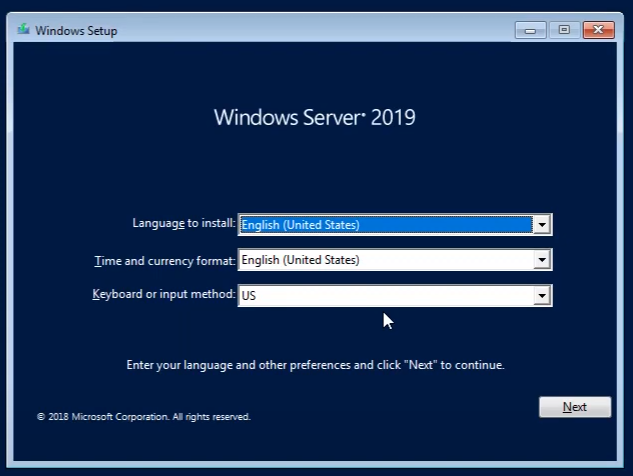 Windows Setup
Windows Server® 2019
Language to install: English (United States)
Time and currency format: English (United States)
Keyboard or input method: US
Enter your language and other preferences and click "Next" to continue.
Next
© 2018 Microsoft Corporation. All rights reserved.